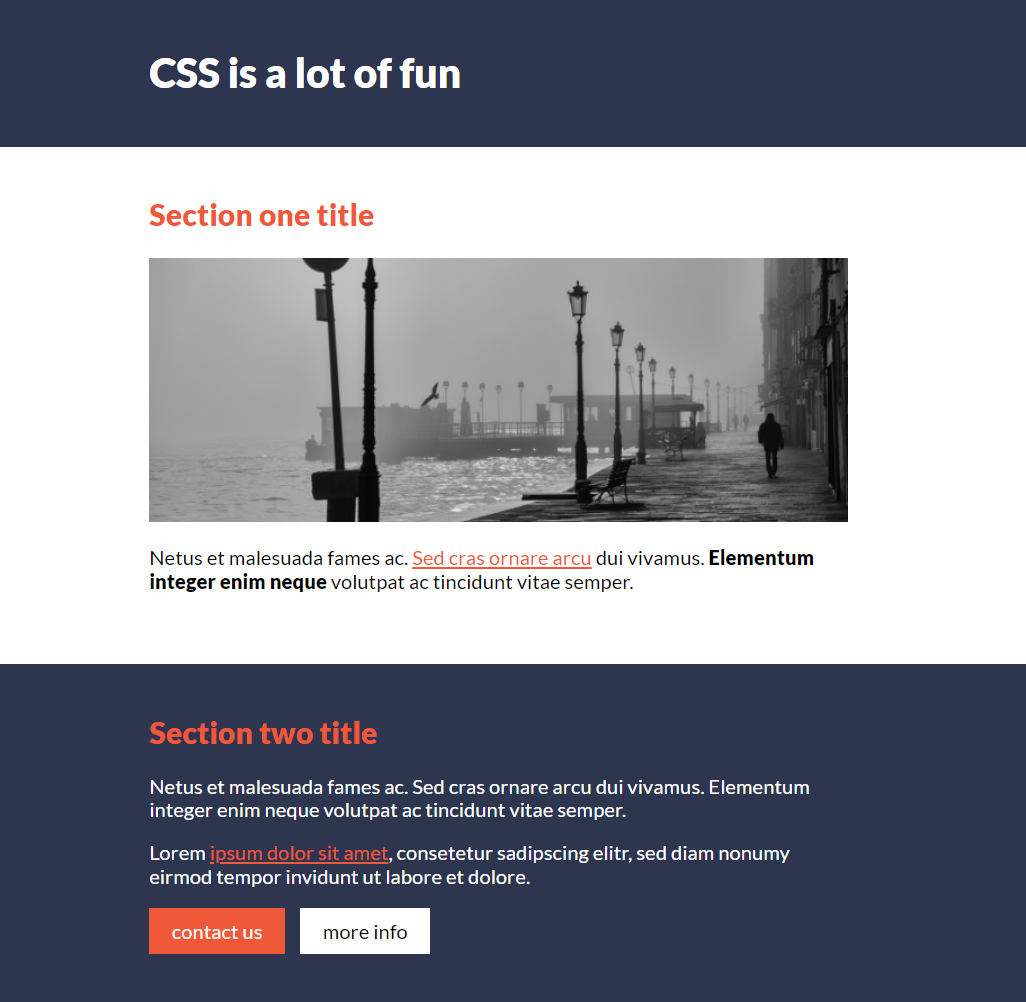 CSS is a lot of fun
Section one title
Netus et malesuada fames ac. Sed cras ornare arcu dui vivamus. Elementum
integer enim neque volutpat ac tincidunt vitae semper.
Section two title
Netus et malesuada fames ac. Sed cras ornare arcu dui vivamus. Elementum
integer enim neque volutpat ac tincidunt vitae semper.
Lorem ipsum dolor sit amet, consetetur sadipscing elitr, sed diam nonumy
eirmod tempor invidunt ut labore et dolore.
contact us
more info